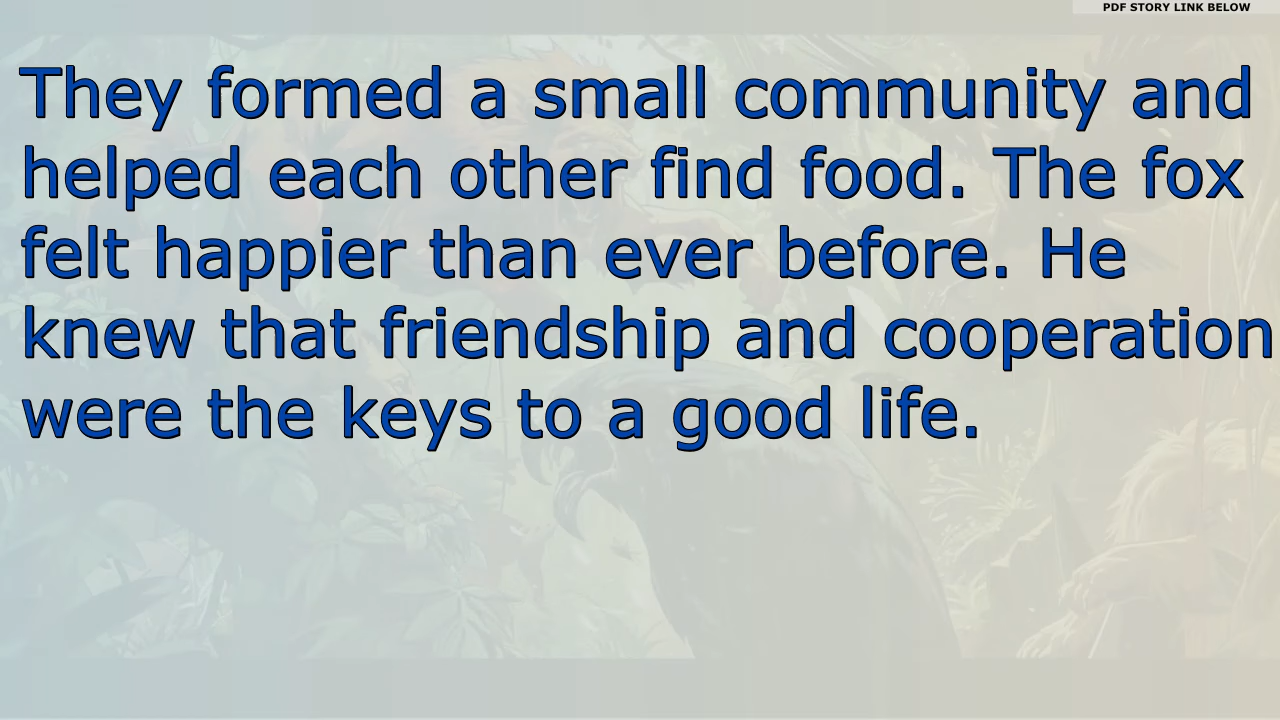 PDF STORY LINK BELOW
They formed a small community and
helped each other find food. The fox
felt happier than ever before. He
knew that friendship and cooperation
were the keys to a good life.